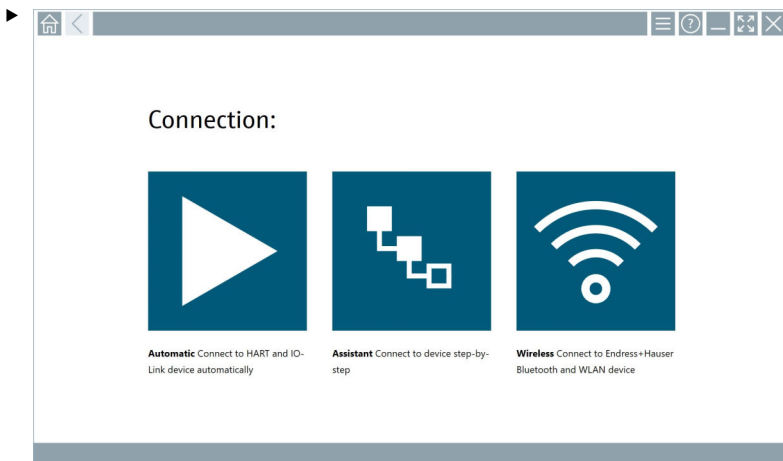 Connection:
Automatic Connect to HART and IO-
Link device automatically
Assistant Connect to device step-by-
step
Wireless Connect to Endress+Hauser
Bluetooth and WLAN device